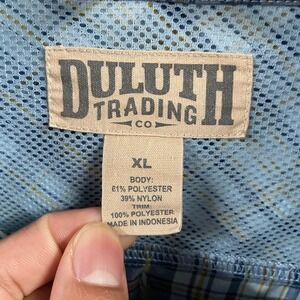 DULUTH
TRADING
CO
XL
BODY:
61% POLYESTER
39% NYLON
TRIM:
100% POLYESTER
MADE IN INDONESIA